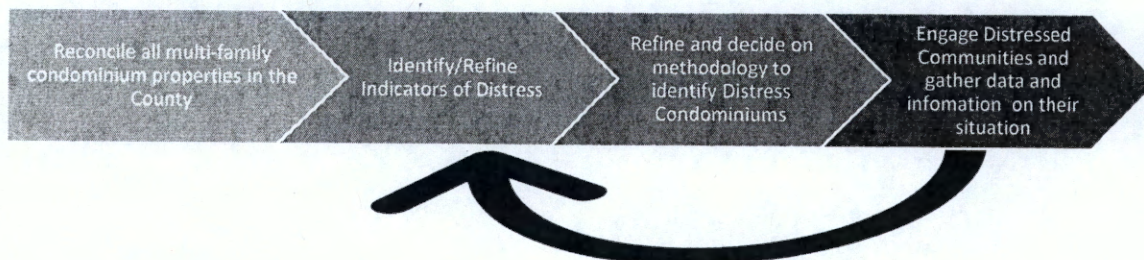 Reconcile all multi-family
condominium properties in the
County
Identify/Refine
Indicators of Distress
Refine and decide on
methodology to
identify Distress
Condominiums
Engage Distressed
Communities and
gather data and
infomation on their
situation